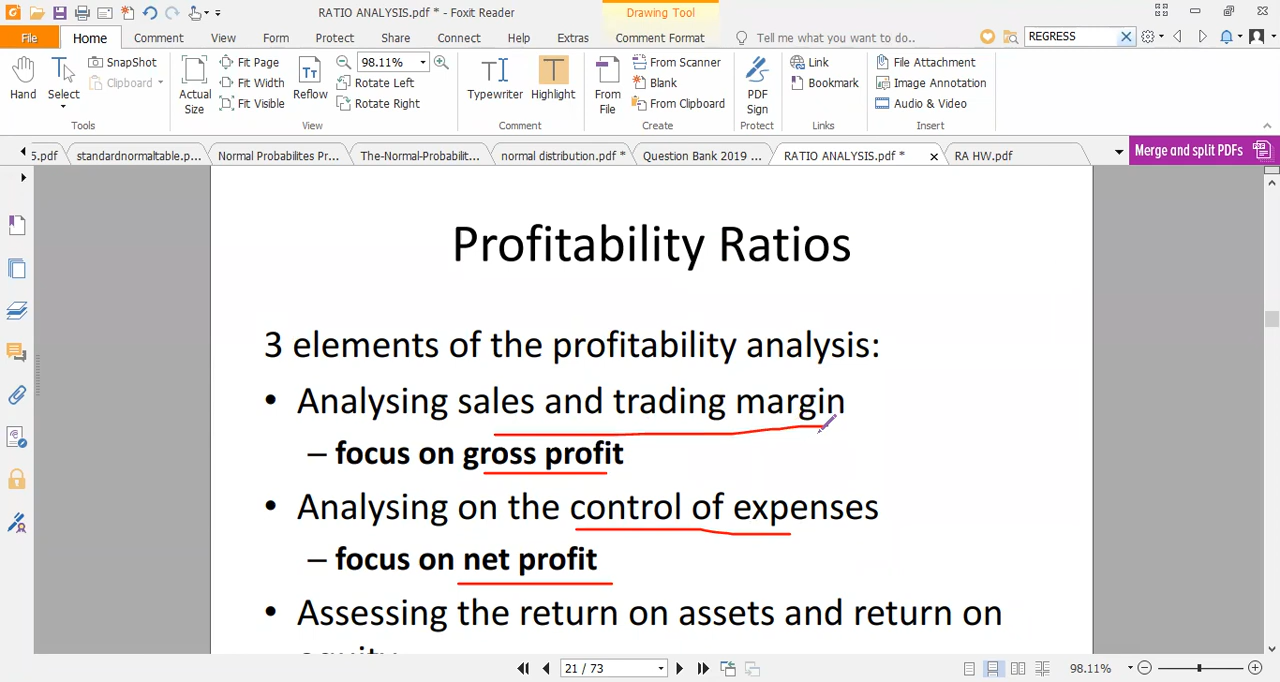 RATIO ANALYSIS.pdf * - Foxit Reader
Drawing Tool
File Home Comment View Form Protect Share Connect Help Extras Comment Format Tell me what you want to do.. REGRESS
Hand
Select
SnapShot
Clipboard
Tools
Actual Size
Fit Page
Fit Width
Fit Visible
Reflow
98.11%
Rotate Left
Rotate Right
View
Typewriter
Highlight
Comment
From File
From Scanner
Blank
From Clipboard
Create
PDF Sign
Protect
Link
Bookmark
Links
File Attachment
Image Annotation
Audio & Video
Insert
5.pdf standardnormaltable.p... Normal Probabilites Pr... The-Normal-Probabilit... normal distribution.pdf * Question Bank 2019 ... RATIO ANALYSIS.pdf * RA HW.pdf Merge and split PDFs
Profitability Ratios
3 elements of the profitability analysis:
• Analysing sales and trading margin
– focus on gross profit
• Analysing on the control of expenses
– focus on net profit
• Assessing the return on assets and return on
equity
21 / 73 98.11%